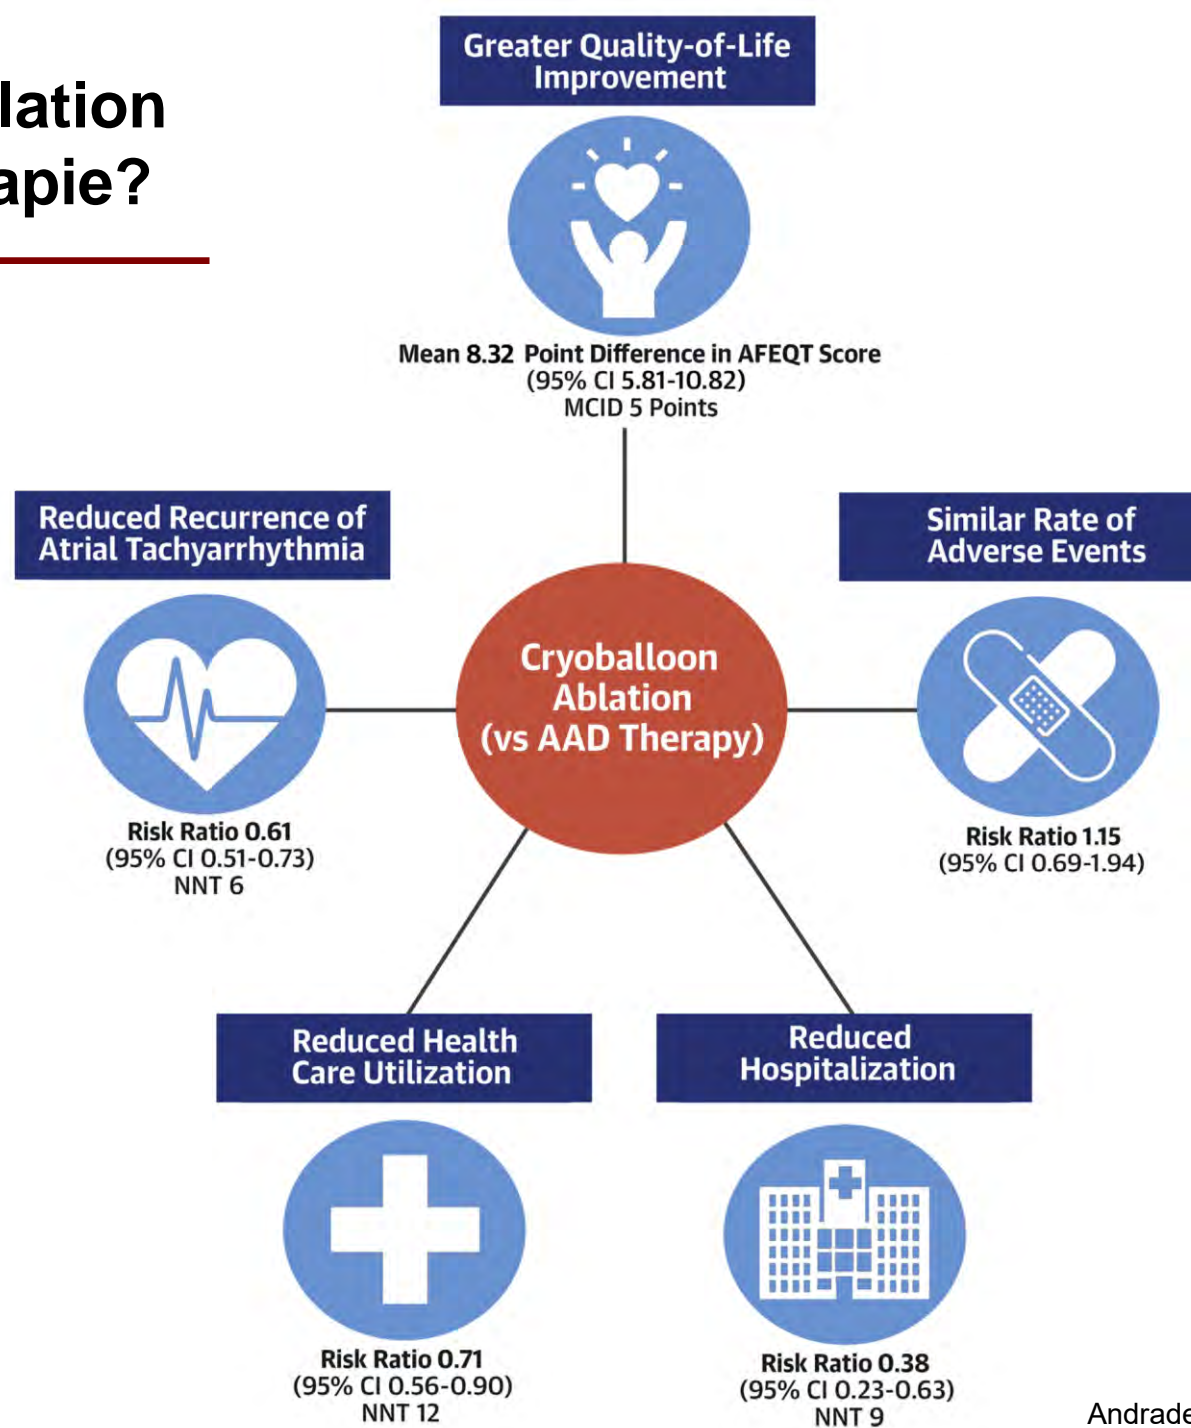 lation
apie?
Greater Quality-of-Life
Improvement
Mean 8.32 Point Difference in AFEQT Score
(95% CI 5.81-10.82)
MCID 5 Points
Reduced Recurrence of
Atrial Tachyarrhythmia
Risk Ratio 0.61
(95% CI 0.51-0.73)
NNT 6
Cryoballoon
Ablation
(vs AAD Therapy)
Similar Rate of
Adverse Events
Risk Ratio 1.15
(95% CI 0.69-1.94)
Reduced Health
Care Utilization
Risk Ratio 0.71
(95% CI 0.56-0.90)
NNT 12
Reduced
Hospitalization
Risk Ratio 0.38
(95% CI 0.23-0.63)
NNT 9
Andrade